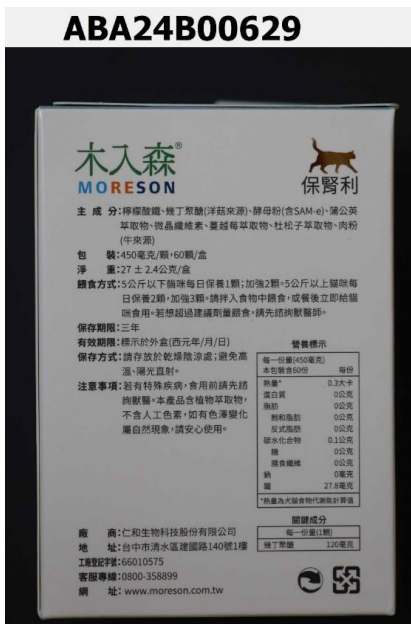 ABA24B00629
木入森®
MORESON
保腎利
主成分:檸檬酸鐵、幾丁聚醣(洋菇來源)、酵母粉(含SAM-e)、蒲公英
萃取物、微晶纖維素、蔓越莓萃取物、杜松子萃取物、肉粉
(牛來源)
包裝:450毫克/顆,60顆/盒
淨重:27±2.4公克/盒
餵食方式:5公斤以下貓咪每日保養1顆;加強2顆。5公斤以上貓咪每
日保養2顆,加強3顆。請拌入食物中餵食,或餐後立即給貓
咪食用。若想超過建議劑量餵食,請先諮詢獸醫師。
保存期限:三年
有效期限:標示於外盒(西元年/月/日)
保存方式:請存放於乾燥陰涼處;避免高
溫、陽光直射。
注意事項:若有特殊疾病,食用前請先諮
詢獸醫。本產品含植物萃取物,
不含人工色素,如有色澤變化
屬自然現象,請安心使用。
營養標示
每一份量(450毫克)
本包裝含60份
每份
熱量* 0.3大卡
蛋白質 0公克
脂肪 0公克
飽和脂肪 0公克
反式脂肪 0公克
碳水化合物 0.1公克
糖 0公克
膳食纖維 0公克
鈉 0毫克
鐵 27.8毫克
*熱量為犬貓食物代謝能計算值
關鍵成分
每一份量(1顆)
幾丁聚醣 120毫克
廠商:仁和生物科技股份有限公司
地址:台中市清水區建國路140號1樓
工廠登記字號:66010575
客服專線:0800-358899
網址:www.moreson.com.tw